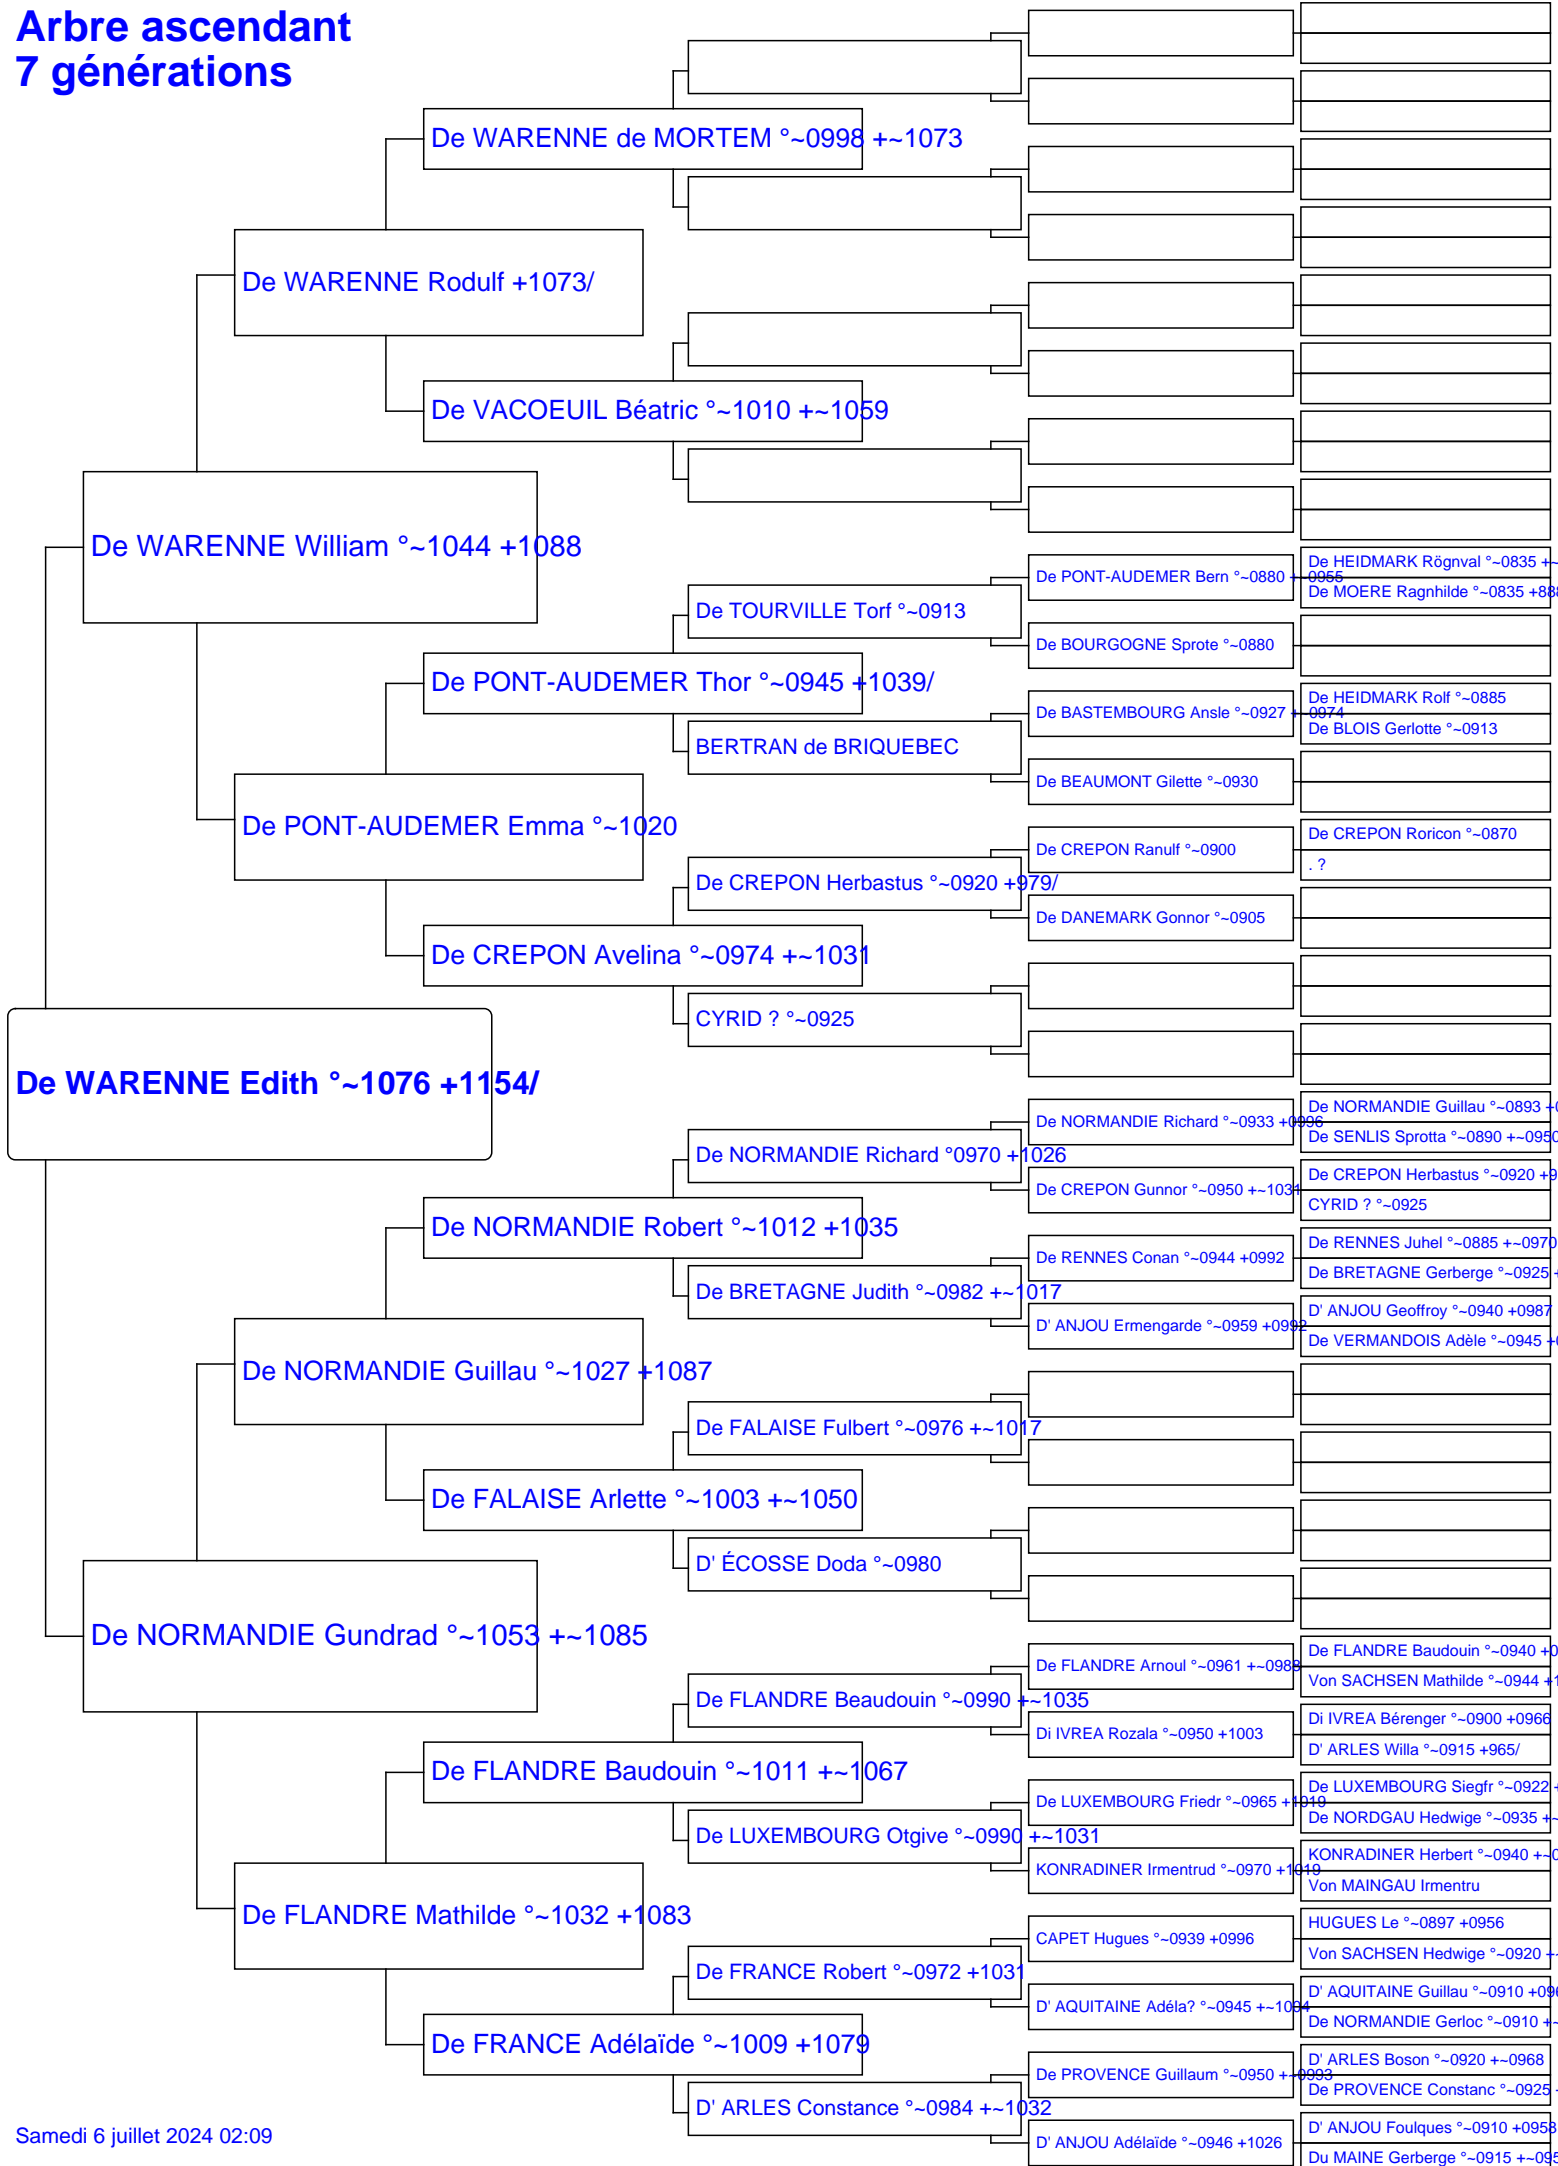 Arbre ascendant
7 générations
De WARENNE de MORTEM °~0998 +~1073
De WARENNE Rodulf +1073/
De VACOEUIL Béatric °~1010 +~1059
De WARENNE William °~1044 +1088
De HEIDMARK Rögnval °~0835 +~
De PONT-AUDEMER Bern °~0880 +~0955
De MOERE Ragnhilde °~0835 +888
De TOURVILLE Torf °~0913
De BOURGOGNE Sprote °~0880
De PONT-AUDEMER Thor °~0945 +1039/
De HEIDMARK Rolf °~0885
De BASTEMBOURG Ansle °~0927 +~0974
De BLOIS Gerlotte °~0913
BERTRAN de BRIQUEBEC
De BEAUMONT Gilette °~0930
De PONT-AUDEMER Emma °~1020
De CREPON Roricon °~0870
De CREPON Ranulf °~0900
. ?
De CREPON Herbastus °~0920 +979/
De DANEMARK Gonnor °~0905
De CREPON Avelina °~0974 +~1031
CYRID ? °~0925
De WARENNE Edith °~1076 +1154/
De NORMANDIE Guillau °~0893 +0
De NORMANDIE Richard °~0933 +0996
De SENLIS Sprotta °~0890 +~0950
De NORMANDIE Richard °0970 +1026
De CREPON Herbastus °~0920 +9
De CREPON Gunnor °~0950 +~1031
CYRID ? °~0925
De NORMANDIE Robert °~1012 +1035
De RENNES Juhel °~0885 +~0970
De RENNES Conan °~0944 +0992
De BRETAGNE Gerberge °~0925 +
De BRETAGNE Judith °~0982 +~1017
D' ANJOU Geoffroy °~0940 +0987
D' ANJOU Ermengarde °~0959 +0992
De VERMANDOIS Adèle °~0945 +0
De NORMANDIE Guillau °~1027 +1087
De FALAISE Fulbert °~0976 +~1017
De FALAISE Arlette °~1003 +~1050
D' ÉCOSSE Doda °~0980
De NORMANDIE Gundrad °~1053 +~1085
De FLANDRE Baudouin °~0940 +0
De FLANDRE Arnoul °~0961 +~0988
Von SACHSEN Mathilde °~0944 +1
De FLANDRE Beaudouin °~0990 +~1035
Di IVREA Bérenger °~0900 +0966
Di IVREA Rozala °~0950 +1003
D' ARLES Willa °~0915 +965/
De FLANDRE Baudouin °~1011 +~1067
De LUXEMBOURG Siegfr °~0922 +
De LUXEMBOURG Friedr °~0965 +1019
De NORDGAU Hedwige °~0935 +~
De LUXEMBOURG Otgive °~0990 +~1031
KONRADINER Herbert °~0940 +~0
KONRADINER Irmentrud °~0970 +1019
Von MAINGAU Irmentru
De FLANDRE Mathilde °~1032 +1083
HUGUES Le °~0897 +0956
CAPET Hugues °~0939 +0996
Von SACHSEN Hedwige °~0920 +~
De FRANCE Robert °~0972 +1031
D' AQUITAINE Guillau °~0910 +096
D' AQUITAINE Adéla? °~0945 +~1004
De NORMANDIE Gerloc °~0910 +~
De FRANCE Adélaïde °~1009 +1079
D' ARLES Boson °~0920 +~0968
De PROVENCE Guillaum °~0950 +~0993
De PROVENCE Constanc °~0925 +
D' ARLES Constance °~0984 +~1032
D' ANJOU Foulques °~0910 +0958
D' ANJOU Adélaïde °~0946 +1026
Du MAINE Gerberge °~0915 +~095
Samedi 6 juillet 2024 02:09